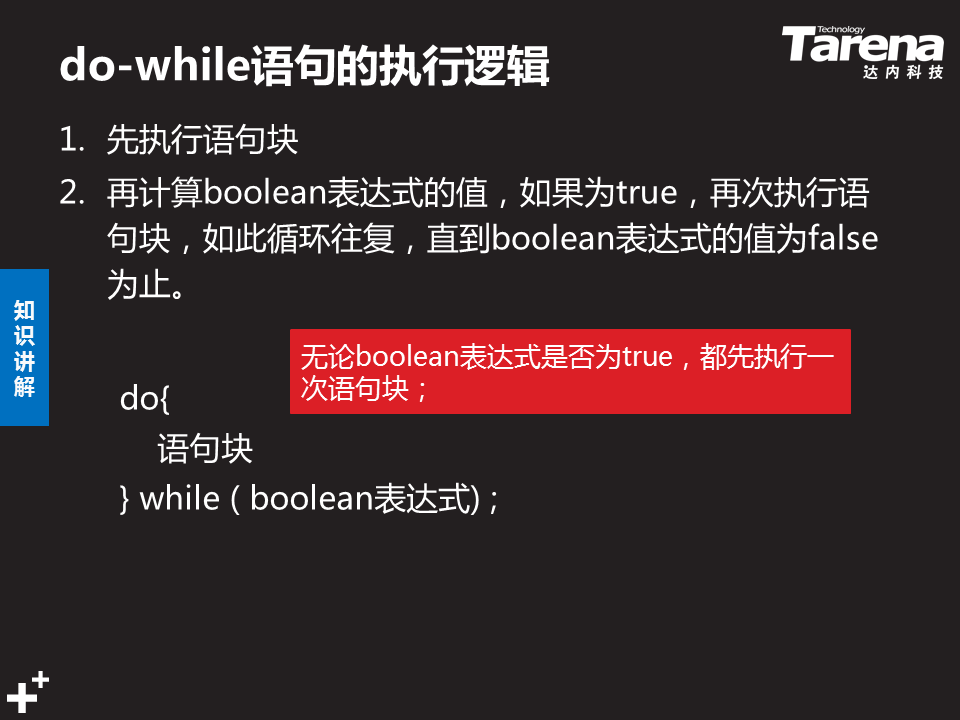 do-while语句的执行逻辑
Technology
Tarena
达内科技
1. 先执行语句块
2. 再计算boolean表达式的值，如果为true，再次执行语
句块，如此循环往复，直到boolean表达式的值为false
为止。
知
识
讲
解
无论boolean表达式是否为true，都先执行一
次语句块；
do{
语句块
} while ( boolean表达式) ;